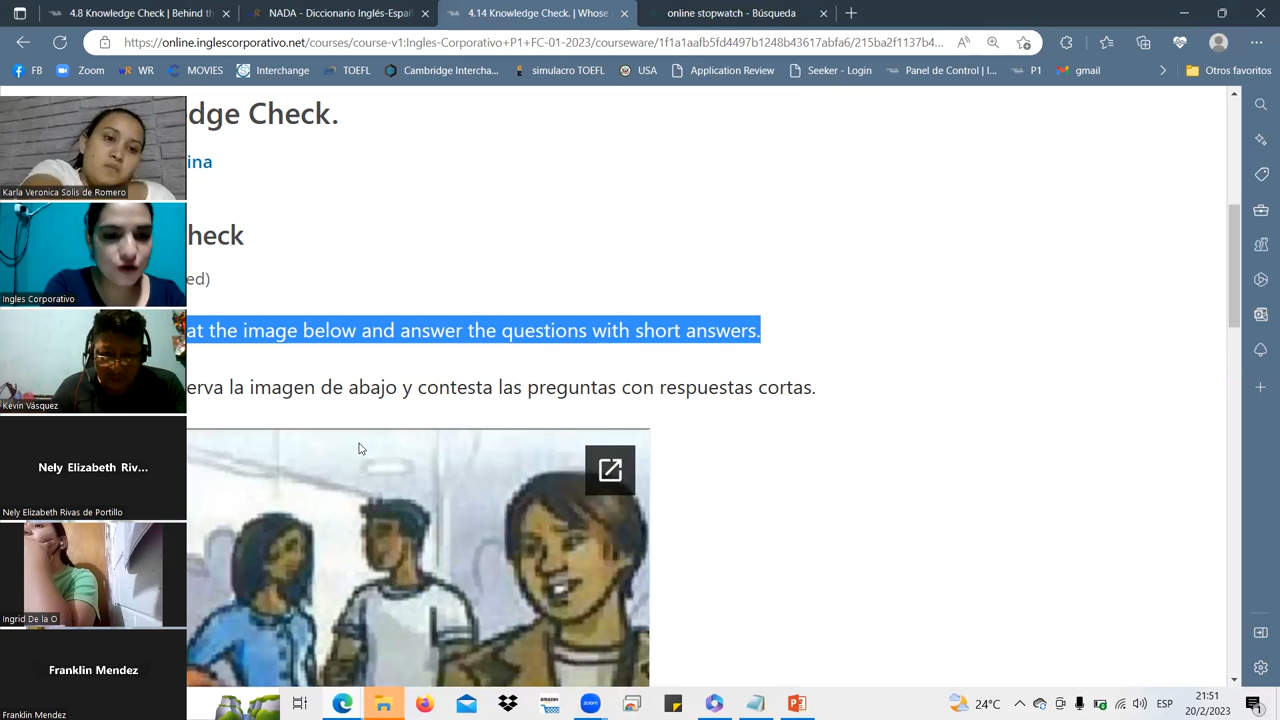 4.8 Knowledge Check | Behind th
NADA - Diccionario Inglés-Españ
4.14 Knowledge Check. | Whose
online stopwatch - Búsqueda
https://online.inglescorporativo.net/courses/course-v1:Ingles-Corporativo+P1+FC-01-2023/courseware/1f1a1aafb5fd4497b1248b43617abfa6/215ba2f1137b4...
FB
Zoom
WR
MOVIES
Interchange
TOEFL
Cambridge Intercha...
simulacro TOEFL
USA
Application Review
Seeker - Login
Panel de Control | I...
P1
gmail
Otros favoritos
dge Check.
ina
heck
ed)
at the image below and answer the questions with short answers.
erva la imagen de abajo y contesta las preguntas con respuestas cortas.
Karla Veronica Solis de Romero
Ingles Corporativo
Kevin Vásquez
Nely Elizabeth Riv...
Nely Elizabeth Rivas de Portillo
Ingrid De la O
Franklin Mendez
Franklin Mendez
24°C
ESP
21:51
20/2/2023